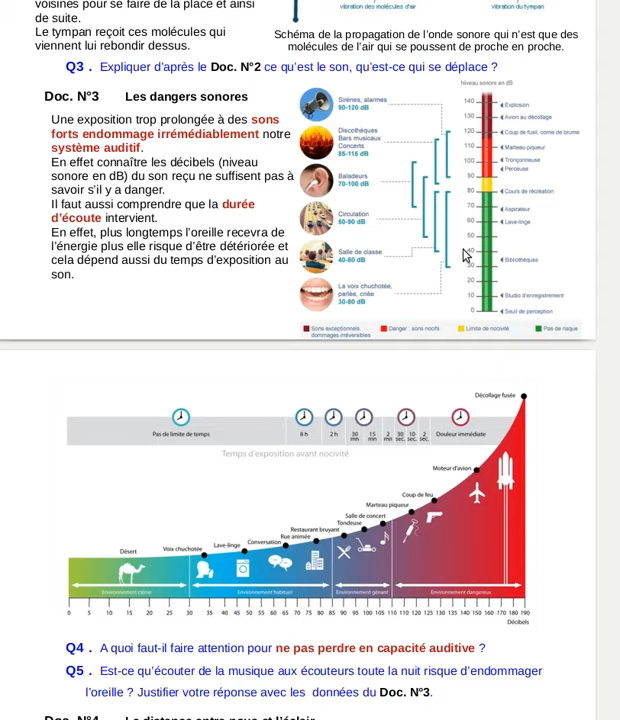 voisines pour se faire de la place et ainsi
de suite.
Le tympan reçoit ces molécules qui
viennent lui rebondir dessus.
vibration des molécules d'air
vibration du tympan
Schéma de la propagation de l'onde sonore qui n'est que des
molécules de l'air qui se poussent de proche en proche.
Q3 . Expliquer d'après le Doc. N°2 ce qu'est le son, qu'est-ce qui se déplace ?
Doc. N°3 Les dangers sonores
Une exposition trop prolongée à des sons
forts endommage irrémédiablement notre
système auditif.
En effet connaître les décibels (niveau
sonore en dB) du son reçu ne suffisent pas à
savoir s'il y a danger.
Il faut aussi comprendre que la durée
d'écoute intervient.
En effet, plus longtemps l'oreille recevra de
l'énergie plus elle risque d'être détériorée et
cela dépend aussi du temps d'exposition au
son.
Sirènes, alarmes
90-120 dB
Discothèques
Bars musicaux
Concerts
85-115 dB
Baladeurs
70-100 dB
Circulation
50-90 dB
Salle de classe
40-80 dB
La voix chuchotée,
parlée, criée
30-80 dB
Niveau sonore en dB
140
130
120
110
100
90
80
70
60
50
40
30
20
10
0
Explosion
Avion au décollage
Coup de fusil, corne de brume
Marteau piqueur
Tronçonneuse
Perceuse
Cours de récréation
Aspirateur
Lave-linge
Bibliothèques
Studio d'enregistrement
Seuil de perception
Sons exceptionnels
dommages irréversibles
Danger : sons nocifs
Limite de nocivité
Pas de risque
Décollage fusée
Pas de limite de temps
8 h
2 h
30 mn
15 mn
2 mn
30 sec.
10 sec.
2 sec.
Douleur immédiate
Temps d'exposition avant nocivité
Moteur d'avion
Coup de feu
Marteau piqueur
Salle de concert
Tondeuse
Restaurant bruyant
Rue animée
Conversation
Lave-linge
Voix chuchotée
Désert
Environnement calme
Environnement habituel
Environnement gênant
Environnement dangereux
0 5 10 15 20 25 30 35 40 45 50 55 60 65 70 75 80 85 90 95 100 105 110 115 120 130 140 150 160 170 180 190
Décibels
Q4 . A quoi faut-il faire attention pour ne pas perdre en capacité auditive ?
Q5 . Est-ce qu'écouter de la musique aux écouteurs toute la nuit risque d'endommager
l'oreille ? Justifier votre réponse avec les données du Doc. N°3.